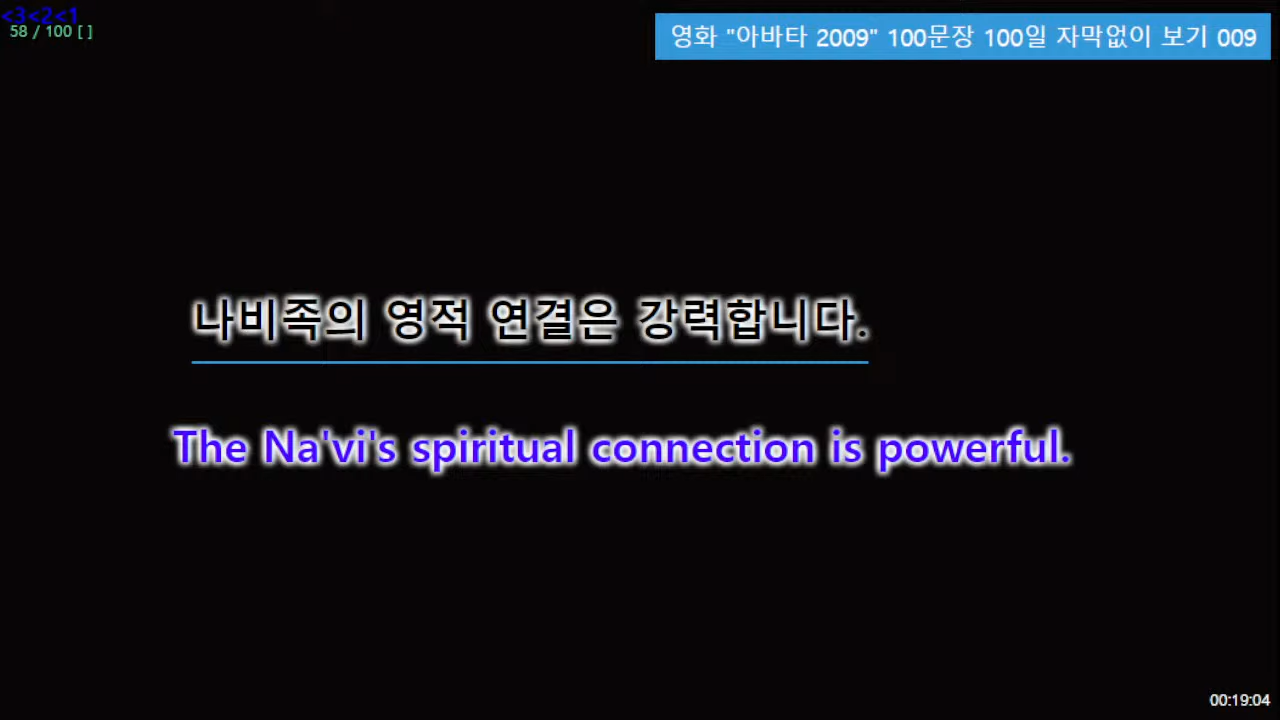 <3<2<1
58 / 100 [ ]
영화 "아바타 2009" 100문장 100일 자막없이 보기 009
나비족의 영적 연결은 강력합니다.
The Na'vi's spiritual connection is powerful.
00:19:04